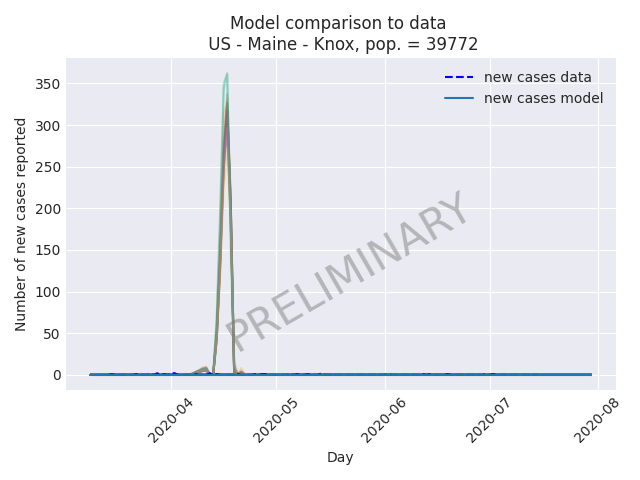 Model comparison to data
US - Maine - Knox, pop. = 39772
new cases data
new cases model
Number of new cases reported
350
300
250
200
150
100
50
0
PRELIMINARY
2020-04
2020-05
2020-06
2020-07
2020-08
Day